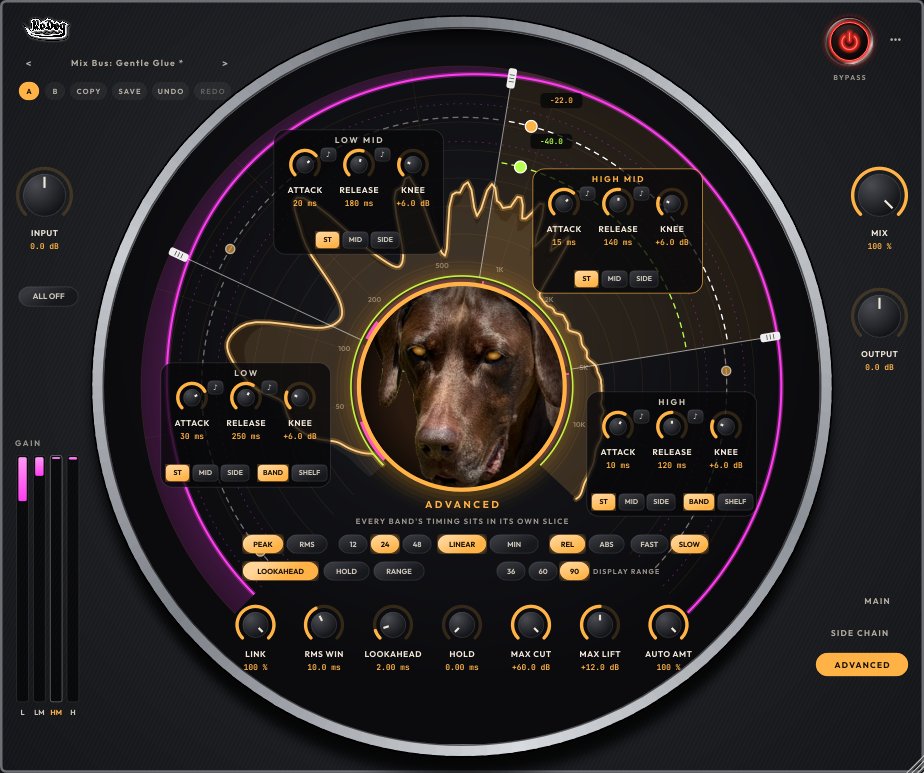 ReDog
< Mix Bus: Gentle Glue * >
A B COPY SAVE UNDO REDO
BYPASS
INPUT
0.0 dB
ALL OFF
MIX
100 %
OUTPUT
0.0 dB
-22.0
-40.0
LOW MID
ATTACK RELEASE KNEE
20 ms 180 ms +6.0 dB
ST MID SIDE
HIGH MID
ATTACK RELEASE KNEE
15 ms 140 ms +6.0 dB
ST MID SIDE
50
100
200
500
1K
2K
5K
10K
LOW
ATTACK RELEASE KNEE
30 ms 250 ms +6.0 dB
ST MID SIDE BAND SHELF
HIGH
ATTACK RELEASE KNEE
10 ms 120 ms +6.0 dB
ST MID SIDE BAND SHELF
GAIN
L LM HM H
ADVANCED
EVERY BAND'S TIMING SITS IN ITS OWN SLICE
PEAK RMS 12 24 48 LINEAR MIN REL ABS FAST SLOW
LOOKAHEAD HOLD RANGE 36 60 90 DISPLAY RANGE
LINK RMS WIN LOOKAHEAD HOLD MAX CUT MAX LIFT AUTO AMT
100 % 10.0 ms 2.00 ms 0.00 ms +60.0 dB +12.0 dB 100 %
MAIN
SIDE CHAIN
ADVANCED